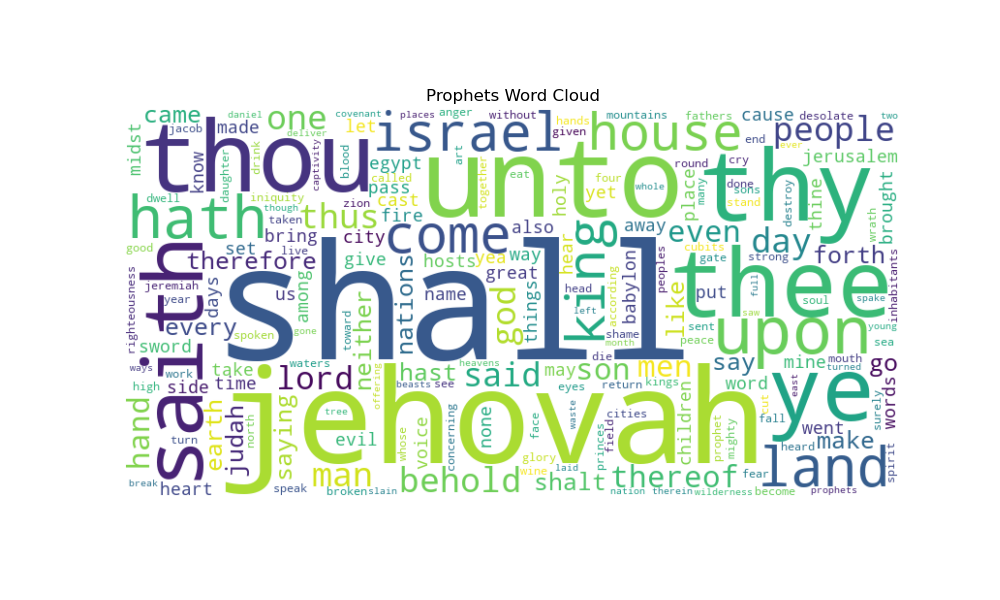 Prophets Word Cloud
came
daniel
covenant
places
anger
without
hands
mountains
fathers
cause
desolate
two
jacob
made
one
deliver
let
israel
given
house
end
people
ever
midst
know
daughter
drink
thou
captivity
blood
egypt
art
together
unto
round
cry
thy
jerusalem
pass
called
eat
four
whole
holy
yet
place
many
done
sons
stand
destroy
thine
wrath
brought
dwell
iniquity
zion
cast
hath
though
taken
thus
fire
come
also
away
even
day
cubits
good
live
set
bring
city
yea
way
hear
king
gate
strong
forth
therefore
give
nations
hosts
great
things
according
babylon
peoples
thee
inhabitants
righteousness
saith
jeremiah
year
days
among
us
shall
name
god
head
left
like
put
full
soul
spake
saw
every
spoken
gone
toward
neither
shame
month
sent
peace
upon
young
sea
sword
die
ways
work
take
waters
heavens
may
son
men
say
mine
mouth
turned
go
high
side
time
lord
offering
beasts
hast
see
said
eyes
return
kings
word
cut
east
ye
surely
words
hand
earth
judah
north
saying
jehovah
tree
evil
whose
voice
concerning
none
face
waste
cities
field
princes
children
prophet
mighty
fall
went
heard
make
spirit
turn
man
behold
glory
wine
laid
shalt
thereof
fear
land
break
heart
speak
broken
slain
nation
therein
wilderness
become
prophets